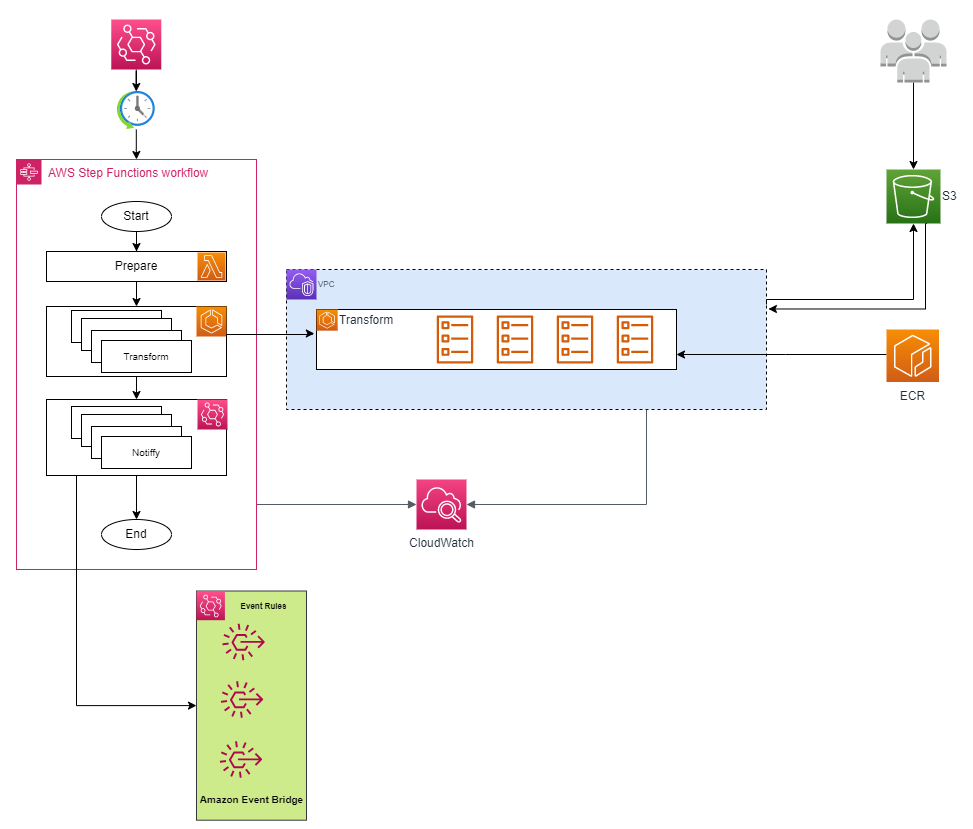 AWS Step Functions workflow
Start
Prepare
Transform
Notiffy
End
VPC
Transform
S3
ECR
CloudWatch
Event Rules
Amazon Event Bridge